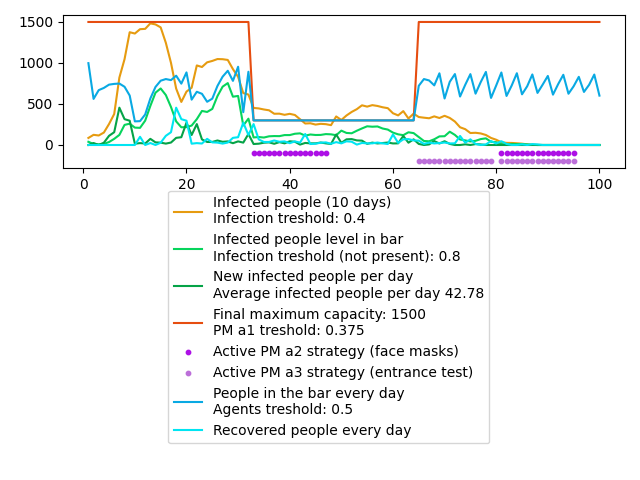 1500
1000
500
0
0
20
40
60
80
100
Infected people (10 days)
Infection treshold: 0.4
Infected people level in bar
Infection treshold (not present): 0.8
New infected people per day
Average infected people per day 42.78
Final maximum capacity: 1500
PM a1 treshold: 0.375
Active PM a2 strategy (face masks)
Active PM a3 strategy (entrance test)
People in the bar every day
Agents treshold: 0.5
Recovered people every day